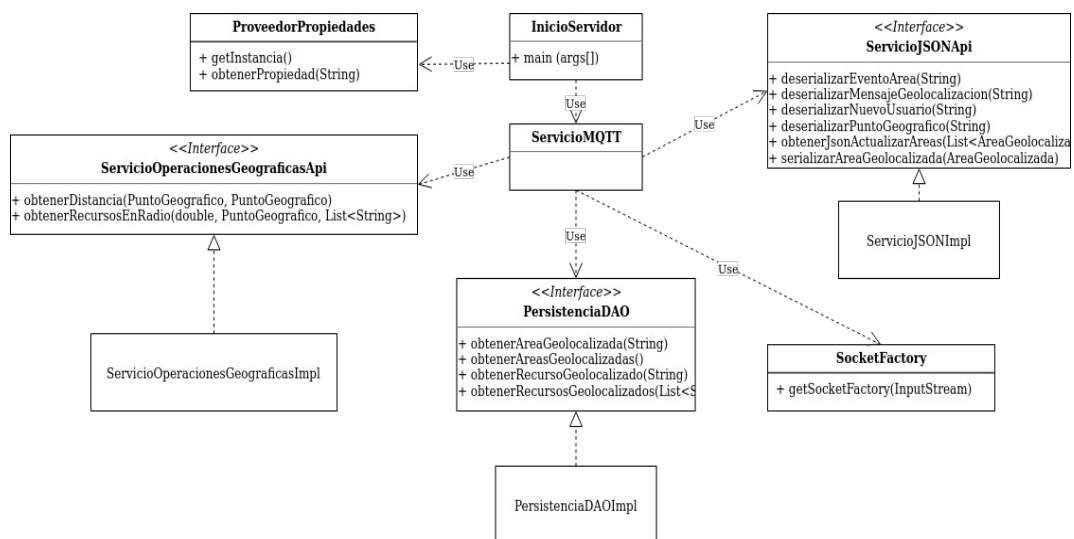 ProveedorPropiedades
+ getInstancia()
+ obtenerPropiedad(String)
InicioServidor
+ main (args[])
<<Interface>>
ServicioJSONApi
+ deserializarEventoArea(String)
+ deserializarMensajeGeolocalizacion(String)
+ deserializarNuevoUsuario(String)
+ deserializarPuntoGeografico(String)
+ obtenerJsonActualizarAreas(List<AreaGeolocaliza
+ serializarAreaGeolocalizada(AreaGeolocalizada)
Use
Use
Use
ServicioMQTT
<<Interface>>
ServicioOperacionesGeograficasApi
+ obtenerDistancia(PuntoGeografico, PuntoGeografico)
+ obtenerRecursosEnRadio(double, PuntoGeografico, List<String>)
Use
ServicioJSONImpl
Use
Use
<<Interface>>
PersistenciaDAO
+ obtenerAreaGeolocalizada(String)
+ obtenerAreasGeolocalizadas()
+ obtenerRecursoGeolocalizado(String)
+ obtenerRecursosGeolocalizados(List<S
ServicioOperacionesGeograficasImpl
SocketFactory
+ getSocketFactory(InputStream)
PersistenciaDAOImpl